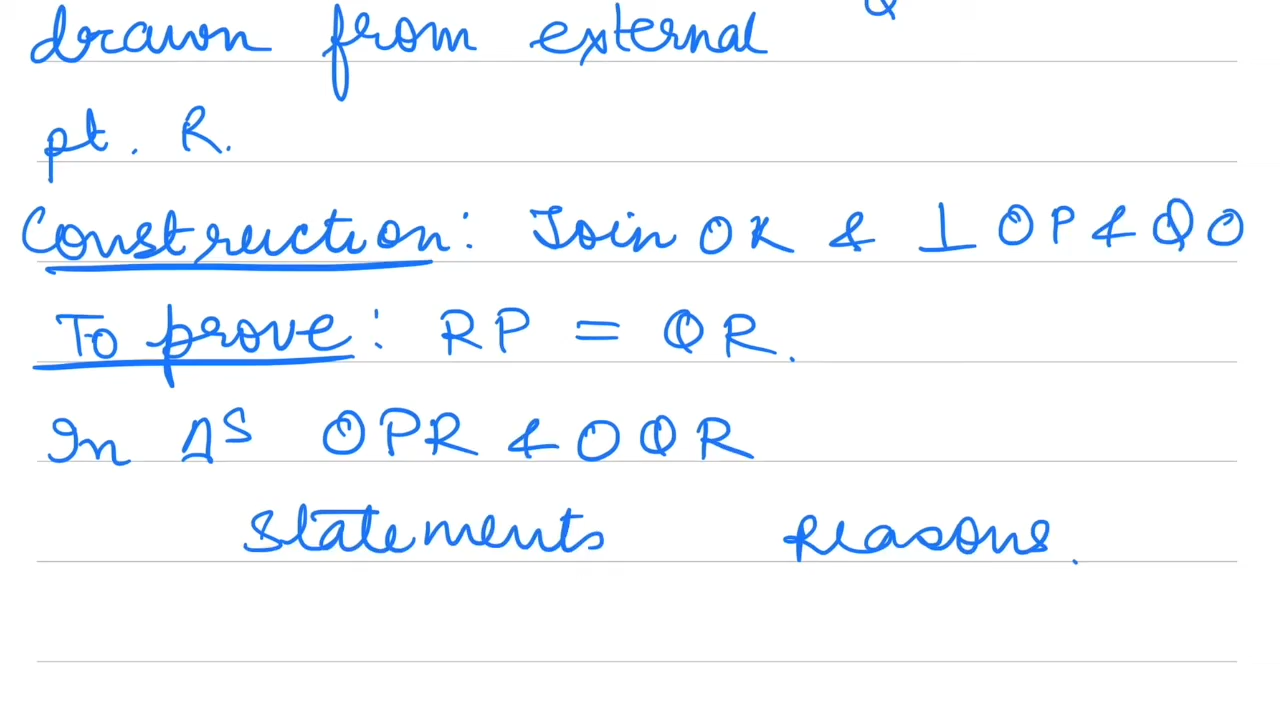 drawn from external
pt. R.
Construction: Join OR & ⊥ OP & QO
To prove: RP = QR.
In Δs OPR & OQR
Statements Reasons.